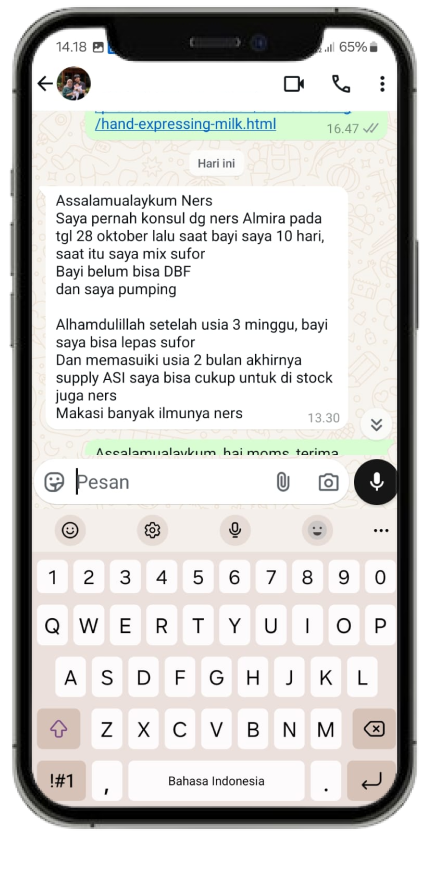 14.18
65%
/hand-expressing-milk.html
16.47
Hari ini
Assalamualaykum Ners
Saya pernah konsul dg ners Almira pada
tgl 28 oktober lalu saat bayi saya 10 hari,
saat itu saya mix sufor
Bayi belum bisa DBF
dan saya pumping
Alhamdulillah setelah usia 3 minggu, bayi
saya bisa lepas sufor
Dan memasuiki usia 2 bulan akhirnya
supply ASI saya bisa cukup untuk di stock
juga ners
Makasi banyak ilmunya ners
13.30
Assalamualaykum, hai moms, terima
Pesan
1 2 3 4 5 6 7 8 9 0
Q W E R T Y U I O P
A S D F G H J K L
Z X C V B N M
!#1 , Bahasa Indonesia .